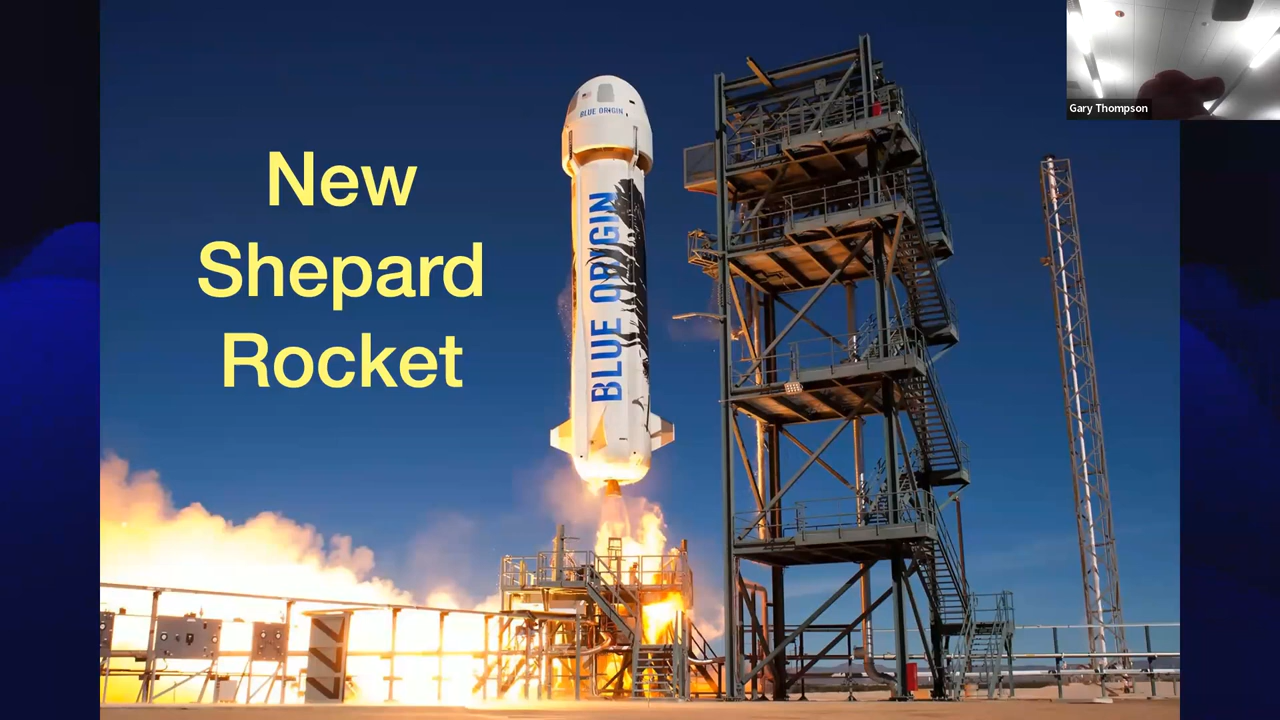 New
Shepard
Rocket
BLUE ORIGIN
BLUE ORIGIN
Gary Thompson